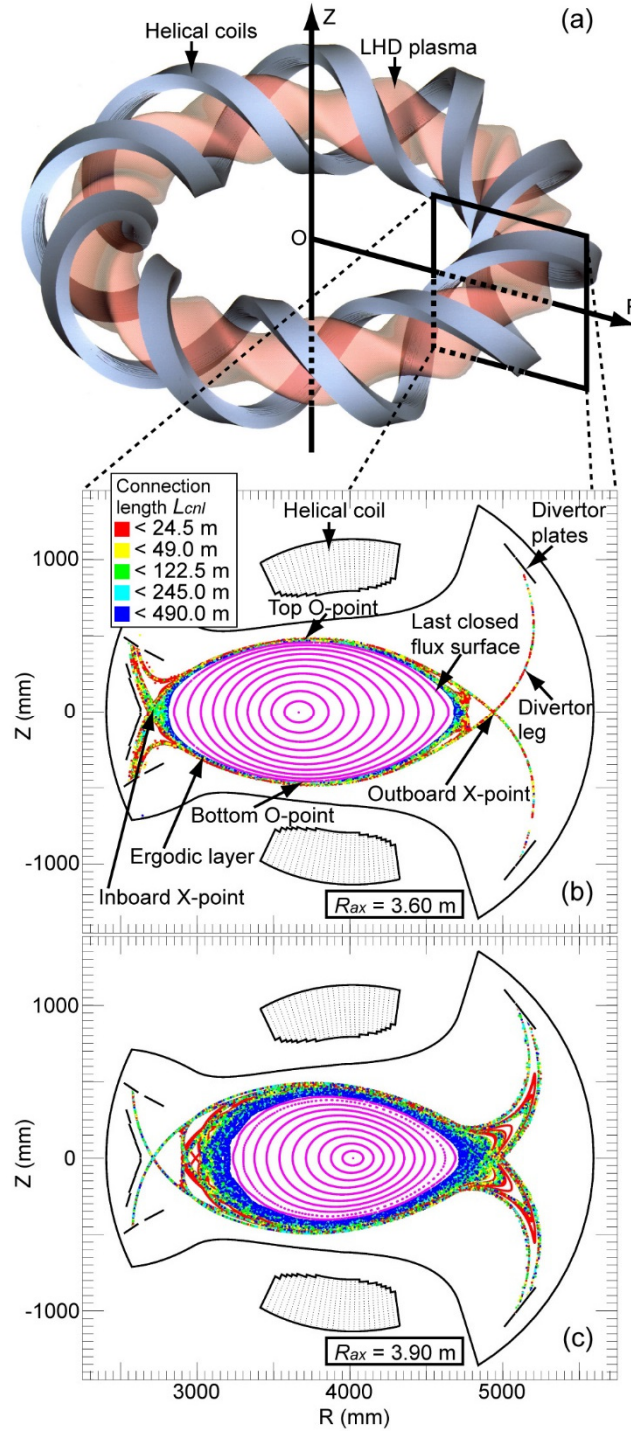 Z
(a)
Helical coils
LHD plasma
O
R
Connection
length Lcnl
< 24.5 m
< 49.0 m
< 122.5 m
< 245.0 m
< 490.0 m
Helical coil
Divertor
plates
Top O-point
Last closed
flux surface
Divertor
leg
Outboard X-point
Bottom O-point
Ergodic layer
Inboard X-point
Rax = 3.60 m
(b)
1000
0
-1000
Z (mm)
1000
0
-1000
Z (mm)
Rax = 3.90 m
(c)
3000
4000
5000
R (mm)